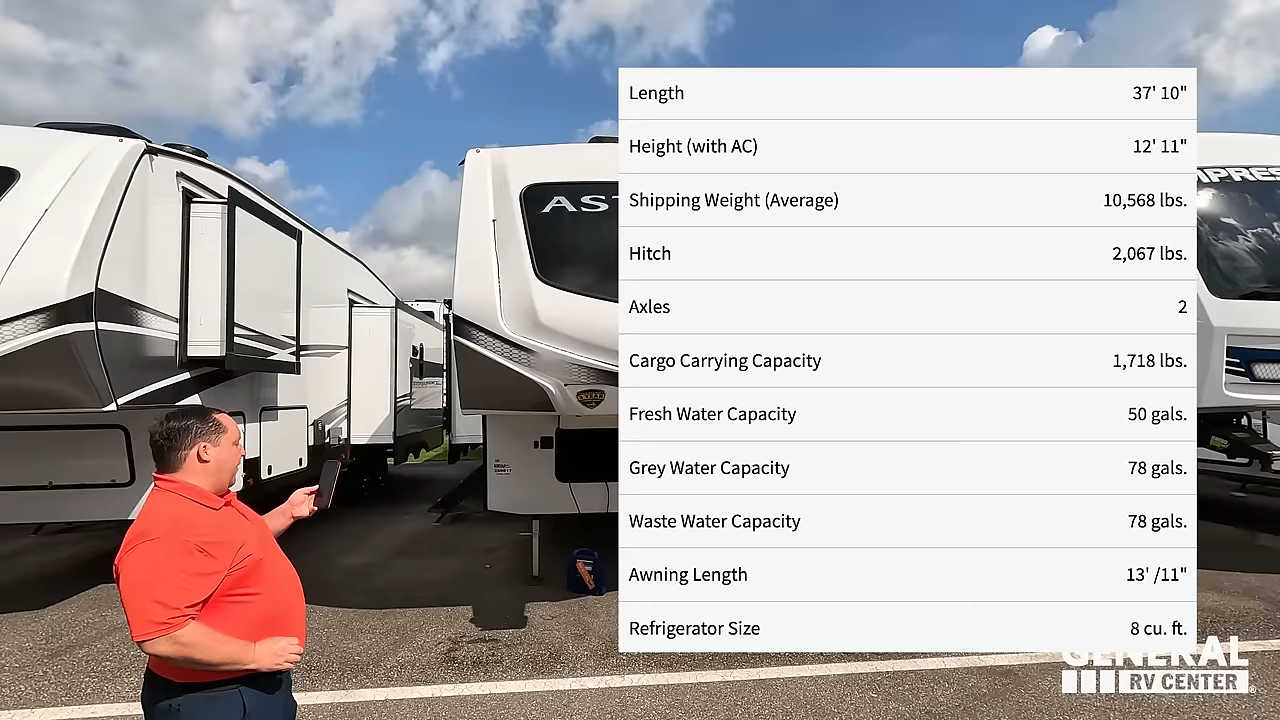 Length 37' 10"
Height (with AC) 12' 11"
Shipping Weight (Average) 10,568 lbs.
Hitch 2,067 lbs.
Axles 2
Cargo Carrying Capacity 1,718 lbs.
Fresh Water Capacity 50 gals.
Grey Water Capacity 78 gals.
Waste Water Capacity 78 gals.
Awning Length 13' /11"
Refrigerator Size 8 cu. ft.
AS
MPRES
GENERAL
RV CENTER